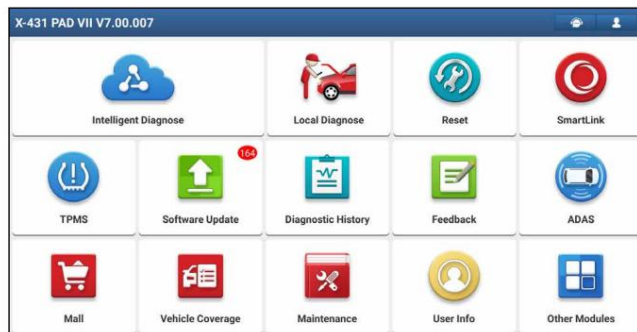 X-431 PAD VII V7.00.007
Intelligent Diagnose
Local Diagnose
Reset
SmartLink
164
TPMS
Software Update
Diagnostic History
Feedback
ADAS
Mall
Vehicle Coverage
Maintenance
User Info
Other Modules